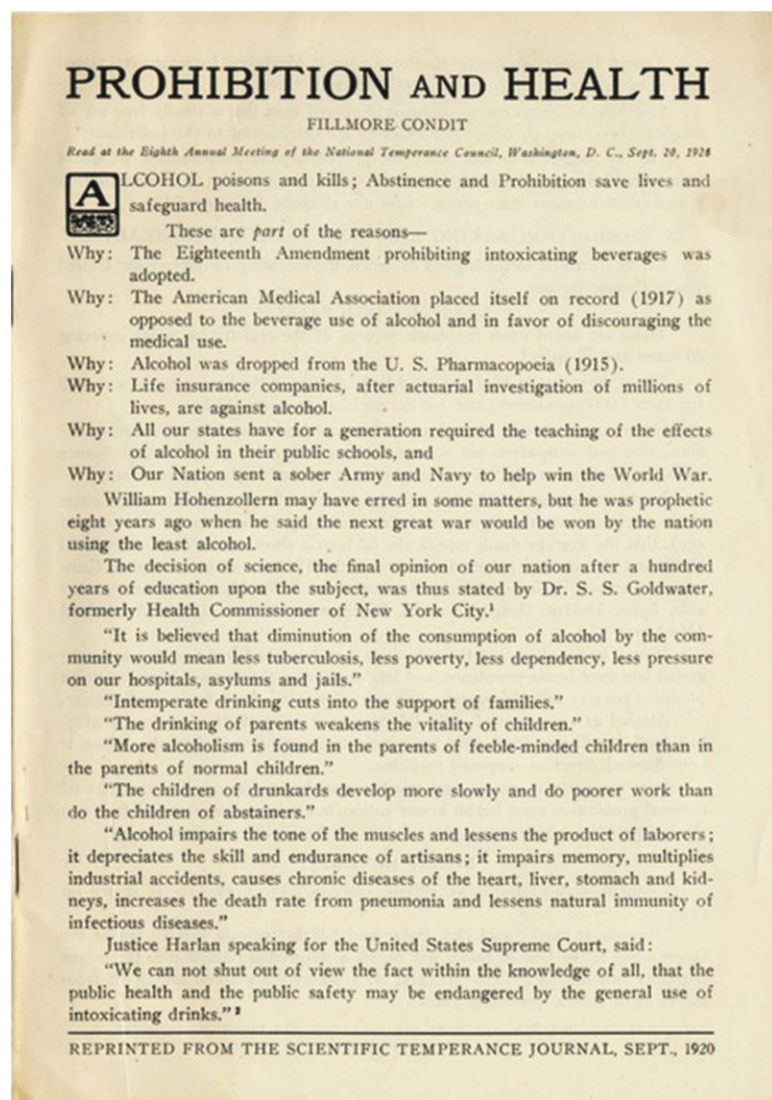 PROHIBITION AND HEALTH
FILLMORE CONDIT
Read at the Eighth Annual Meeting of the National Temperance Council, Washington, D. C., Sept. 20, 1920
ALCOHOL poisons and kills; Abstinence and Prohibition save lives and
safeguard health.
These are part of the reasons—
Why: The Eighteenth Amendment prohibiting intoxicating beverages was
adopted.
Why: The American Medical Association placed itself on record (1917) as
opposed to the beverage use of alcohol and in favor of discouraging the
medical use.
Why: Alcohol was dropped from the U. S. Pharmacopoeia (1915).
Why: Life insurance companies, after actuarial investigation of millions of
lives, are against alcohol.
Why: All our states have for a generation required the teaching of the effects
of alcohol in their public schools, and
Why: Our Nation sent a sober Army and Navy to help win the World War.
William Hohenzollern may have erred in some matters, but he was prophetic
eight years ago when he said the next great war would be won by the nation
using the least alcohol.
The decision of science, the final opinion of our nation after a hundred
years of education upon the subject, was thus stated by Dr. S. S. Goldwater,
formerly Health Commissioner of New York City.¹
“It is believed that diminution of the consumption of alcohol by the com-
munity would mean less tuberculosis, less poverty, less dependency, less pressure
on our hospitals, asylums and jails.”
“Intemperate drinking cuts into the support of families.”
“The drinking of parents weakens the vitality of children.”
“More alcoholism is found in the parents of feeble-minded children than in
the parents of normal children.”
“The children of drunkards develop more slowly and do poorer work than
do the children of abstainers.”
“Alcohol impairs the tone of the muscles and lessens the product of laborers;
it depreciates the skill and endurance of artisans; it impairs memory, multiplies
industrial accidents, causes chronic diseases of the heart, liver, stomach and kid-
neys, increases the death rate from pneumonia and lessens natural immunity of
infectious diseases.”
Justice Harlan speaking for the United States Supreme Court, said:
“We can not shut out of view the fact within the knowledge of all, that the
public health and the public safety may be endangered by the general use of
intoxicating drinks.” ²
REPRINTED FROM THE SCIENTIFIC TEMPERANCE JOURNAL, SEPT., 1920